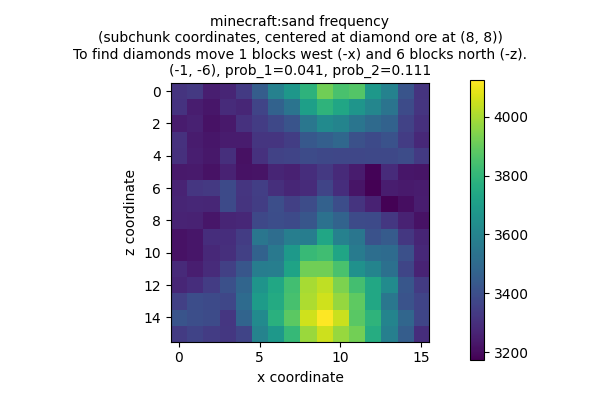 minecraft:sand frequency
(subchunk coordinates, centered at diamond ore at (8, 8))
To find diamonds move 1 blocks west (-x) and 6 blocks north (-z).
(-1, -6), prob_1=0.041, prob_2=0.111
0
2
4
6
8
10
12
14
z coordinate
0
5
10
15
x coordinate
4000
3800
3600
3400
3200